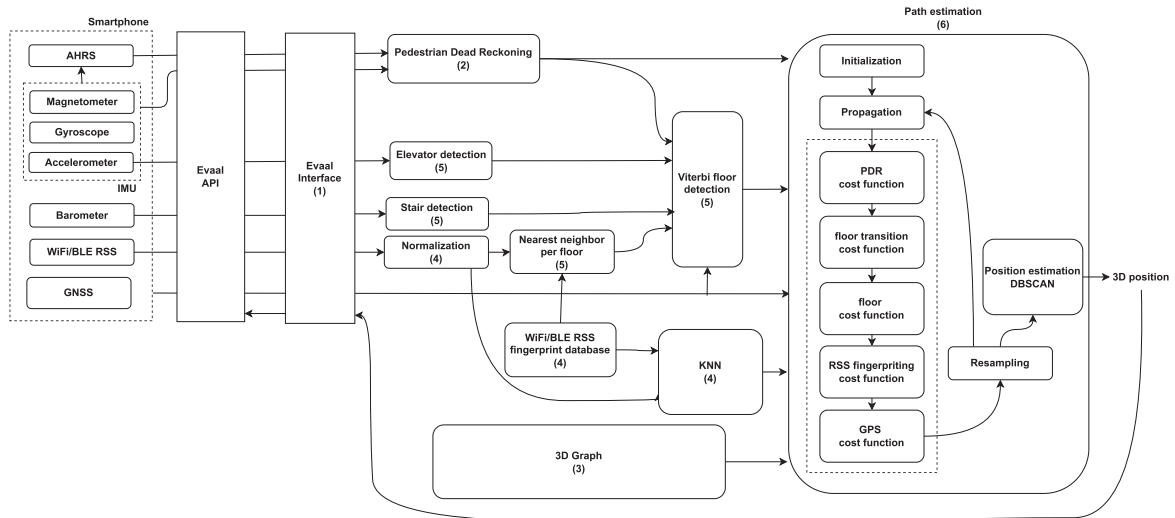 Smartphone
AHRS
Magnetometer
Gyroscope
Accelerometer
IMU
Barometer
WiFi/BLE RSS
GNSS
Evaal
API
Evaal
Interface
(1)
Pedestrian Dead Reckoning
(2)
Elevator detection
(5)
Stair detection
(5)
Normalization
(4)
Nearest neighbor
per floor
(5)
WiFi/BLE RSS
fingerprint database
(4)
Viterbi floor
detection
(5)
KNN
(4)
3D Graph
(3)
Path estimation
(6)
Initialization
Propagation
PDR
cost function
floor transition
cost function
floor
cost function
RSS fingerpriting
cost function
GPS
cost function
Resampling
Position estimation
DBSCAN
3D position